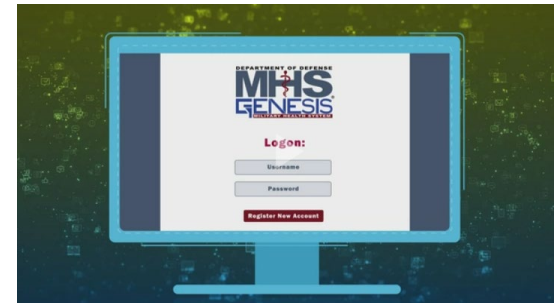 DEPARTMENT OF DEFENSE
MHS
GENESIS
MILITARY HEALTH SYSTEM
Logon:
Username
Password
Register New Account